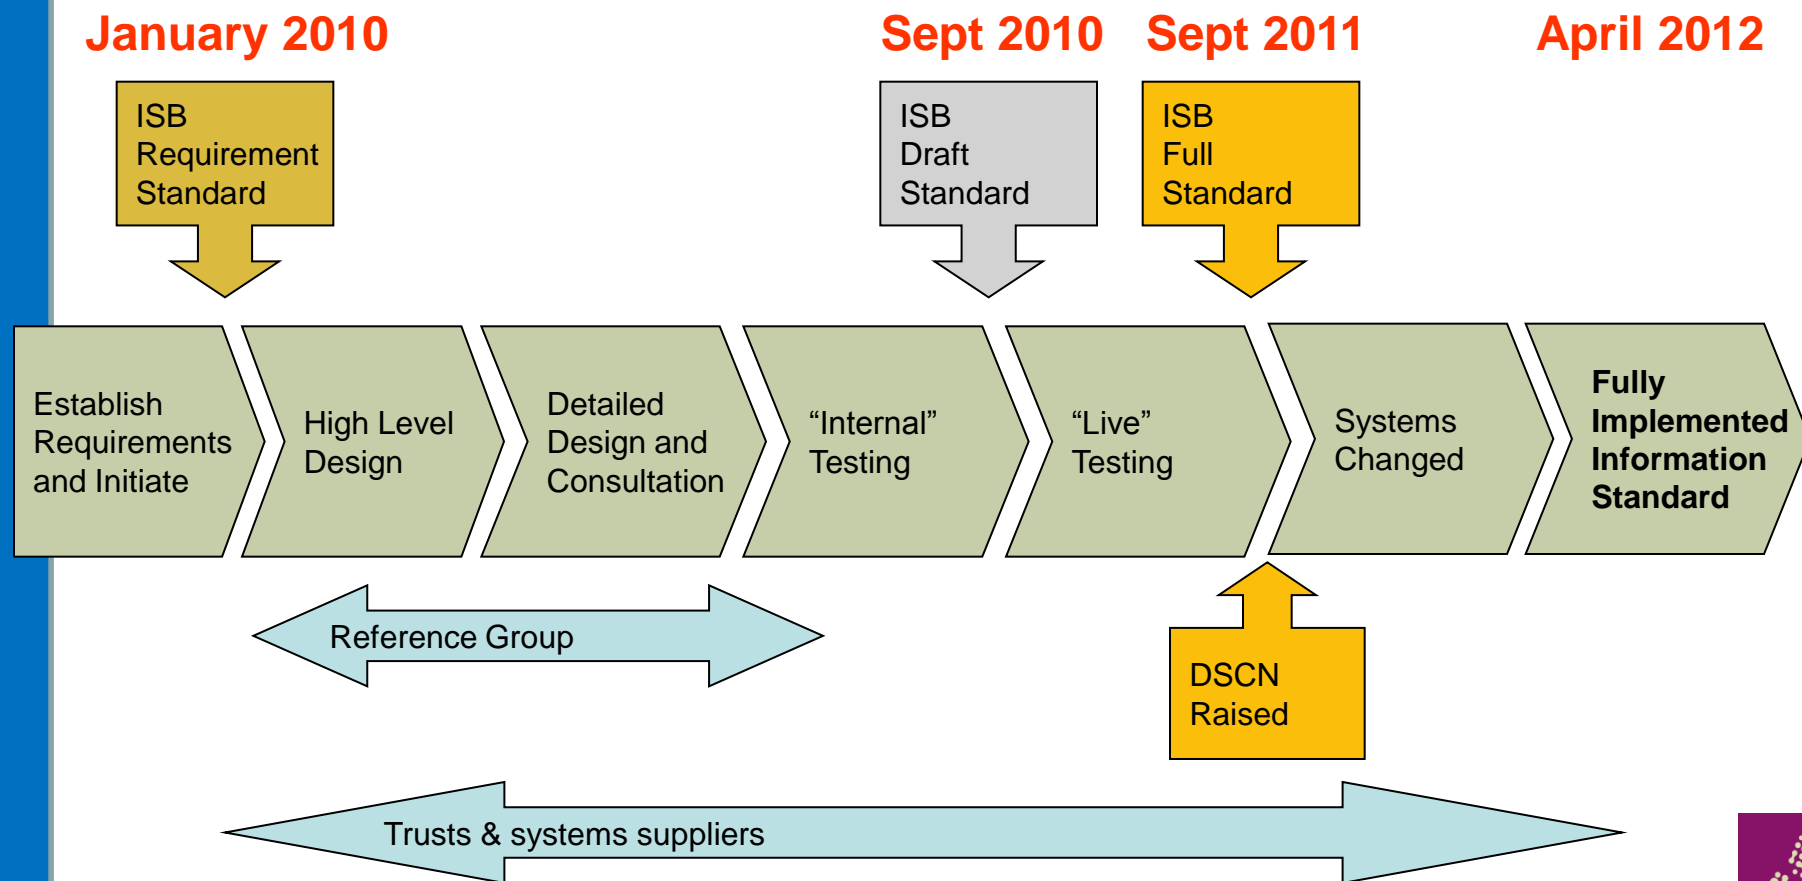 January 2010
Sept 2010
Sept 2011
April 2012
ISB
Requirement
Standard
ISB
Draft
Standard
ISB
Full
Standard
Establish
Requirements
and Initiate
High Level
Design
Detailed
Design and
Consultation
“Internal”
Testing
“Live”
Testing
Systems
Changed
Fully
Implemented
Information
Standard
Reference Group
DSCN
Raised
Trusts & systems suppliers